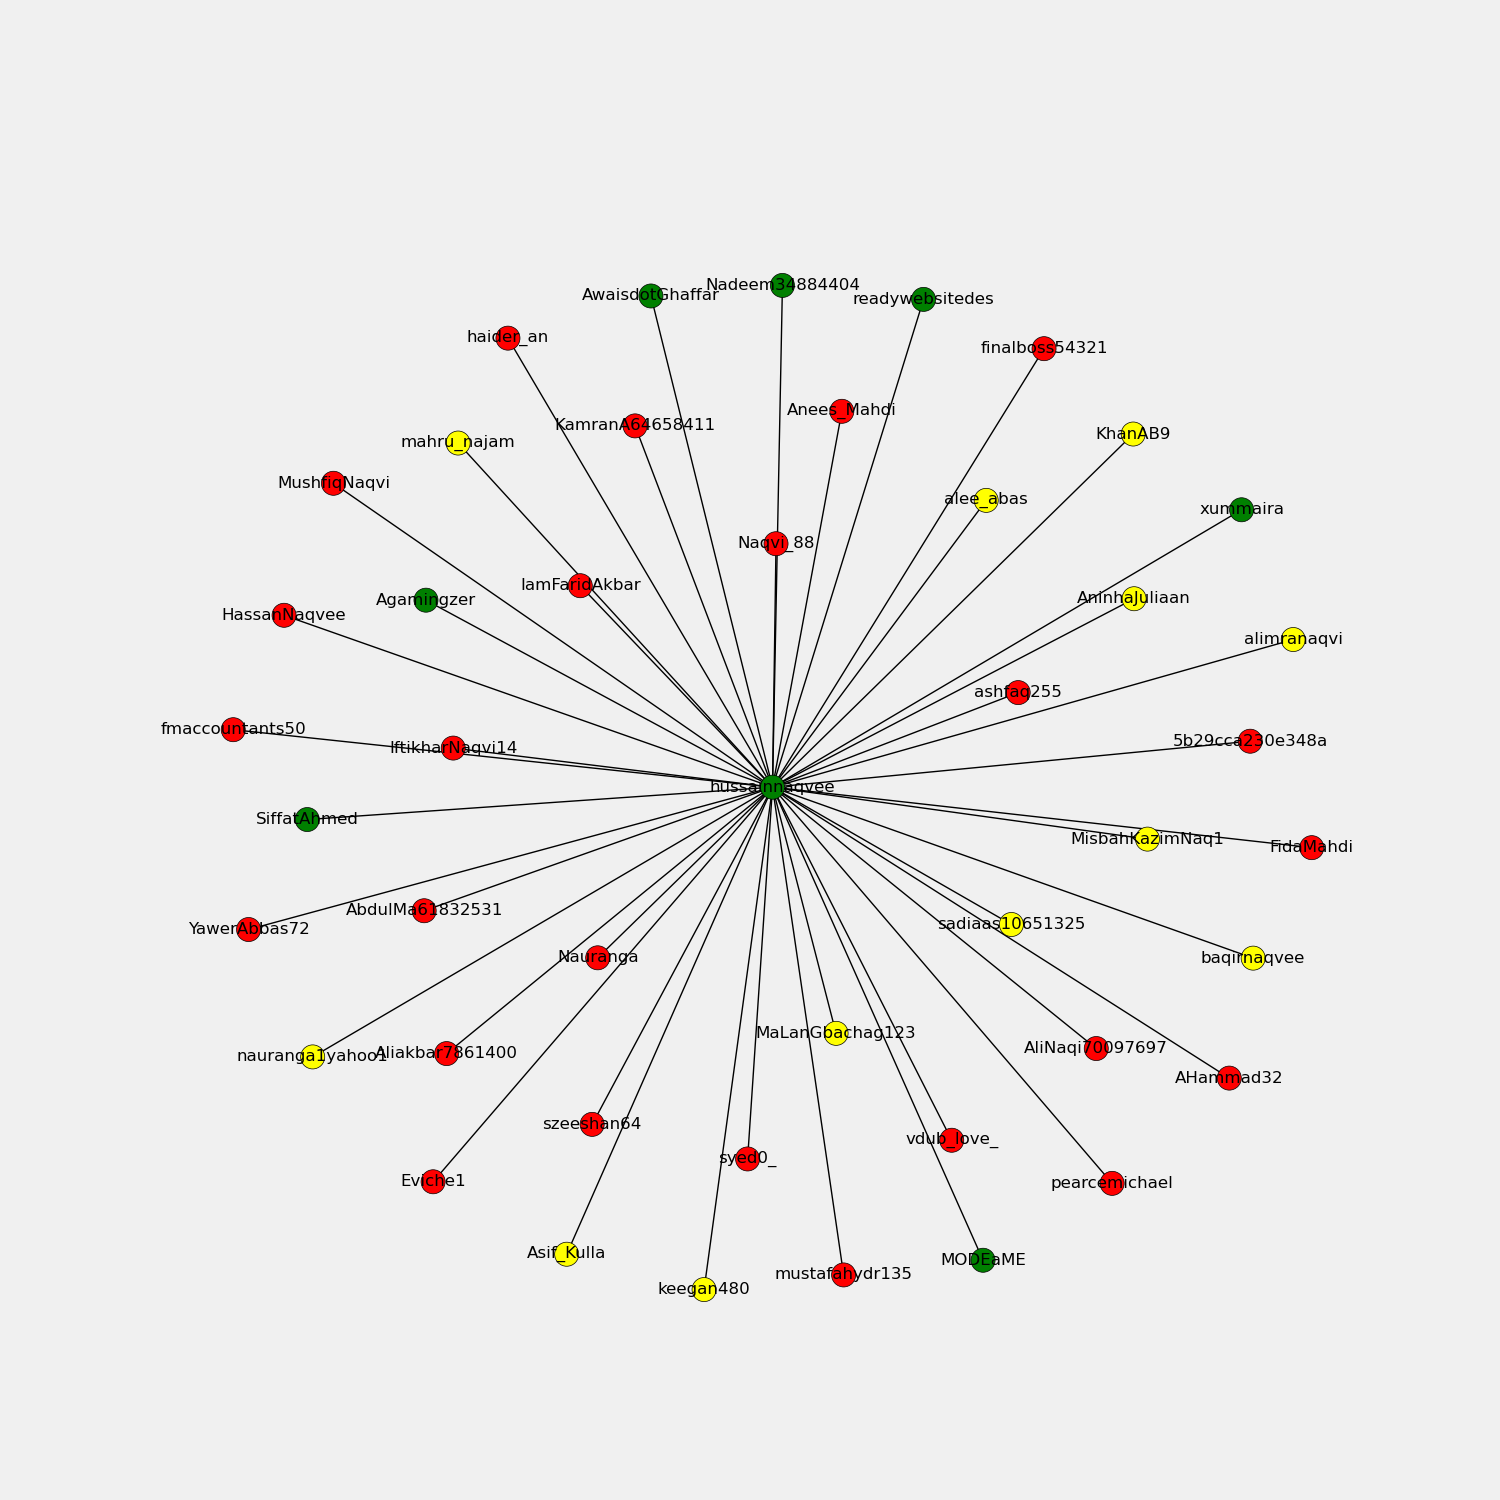 Nadeem34884404
AwaisdotGhaffar
readywebsitedes
haider_an
finalboss54321
Anees_Mahdi
KamranA64658411
KhanAB9
mahru_najam
MushfiqNaqvi
alee_abas
xummaira
Naqvi_88
IamFariqAkbar
AninhaJuliaan
Agamingzer
HassanNaqvee
alimranaqvi
ashfaq255
fmaccountants50
5b29cca230e348a
IftikharNaqvi14
hussainnaqvee
SiffatAhmed
MisbahKazimNaq1
FidaMahdi
AbdulMa61832531
sadiaas10651325
YawerAbbas72
Nauranga
baqirnaqvee
MaLanGbachag123
AliNaqi70097697
Aliakbar7861400
nauranga1yahoo1
AHammad32
szeeshan64
vdub_love_
syed0_
Eviche1
pearcemichael
Asif_Kulla
MODEaME
mustafahydr135
keegan480